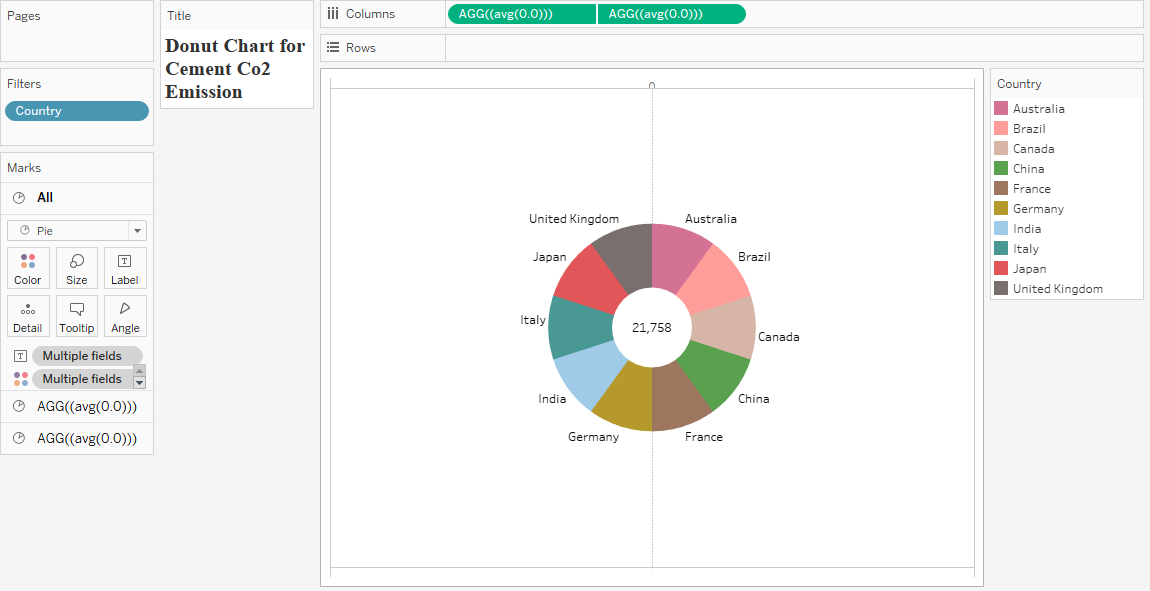 Pages
Filters
Country
Marks
All
Pie
Color Size Label
Detail Tooltip Angle
T Multiple fields
Multiple fields
AGG((avg(0.0)))
AGG((avg(0.0)))
Title
Donut Chart for
Cement Co2
Emission
Columns AGG((avg(0.0))) AGG((avg(0.0)))
Rows
0
United Kingdom Australia
Japan Brazil
Italy 21,758 Canada
India China
Germany France
Country
Australia
Brazil
Canada
China
France
Germany
India
Italy
Japan
United Kingdom